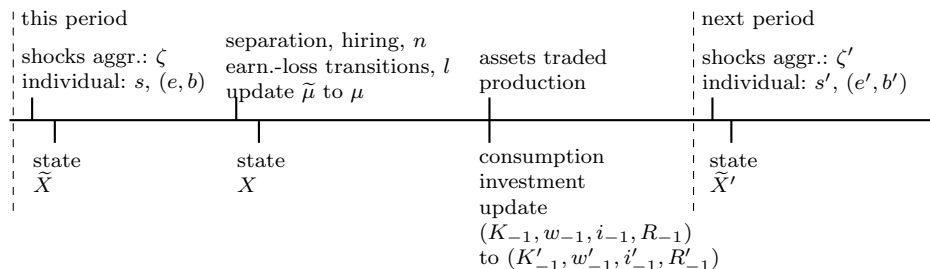 this period
shocks aggr.: ζ
individual: s, (e, b)
separation, hiring, n
earn.-loss transitions, l
update μ̃ to μ
assets traded
production
next period
shocks aggr.: ζ′
individual: s′, (e′, b′)
state
X̃
state
X
consumption
investment
update
(K₋₁, w₋₁, i₋₁, R₋₁)
to (K′₋₁, w′₋₁, i′₋₁, R′₋₁)
state
X̃′